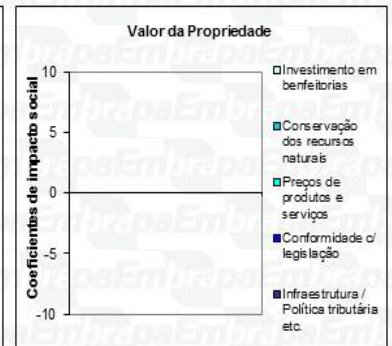 Valor da Propriedade
Coeficientes de impacto social
10
5
0
-5
-10
Investimento em
benfeitorias
Conservação
dos recursos
naturais
Preços de
produtos e
serviços
Conformidade c/
legislação
Infraestrutura /
Política tributária
etc.